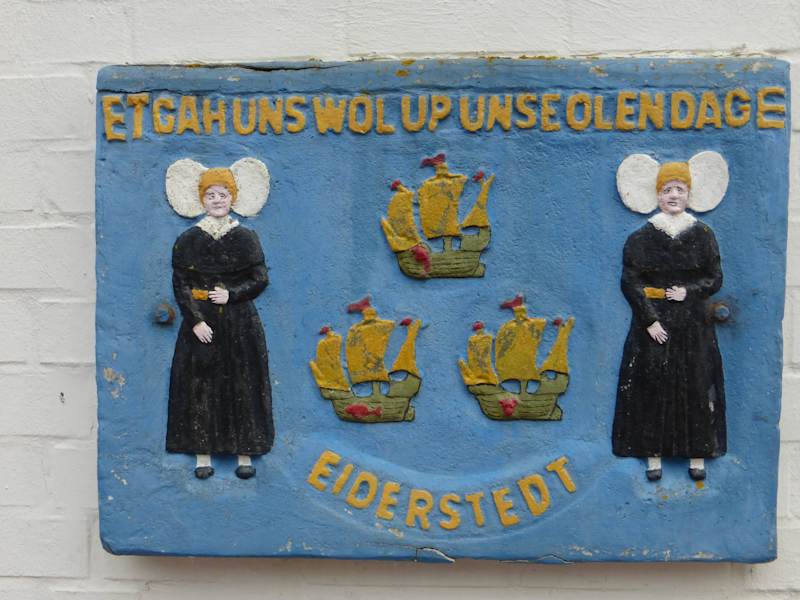 ET GAH UNS WOL UP UNSE OLEN DAGE
EIDERSTEDT